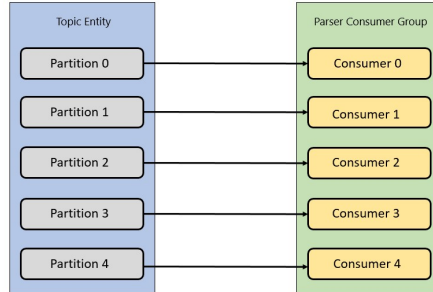 Topic Entity
Parser Consumer Group
Partition 0
Consumer 0
Partition 1
Consumer 1
Partition 2
Consumer 2
Partition 3
Consumer 3
Partition 4
Consumer 4